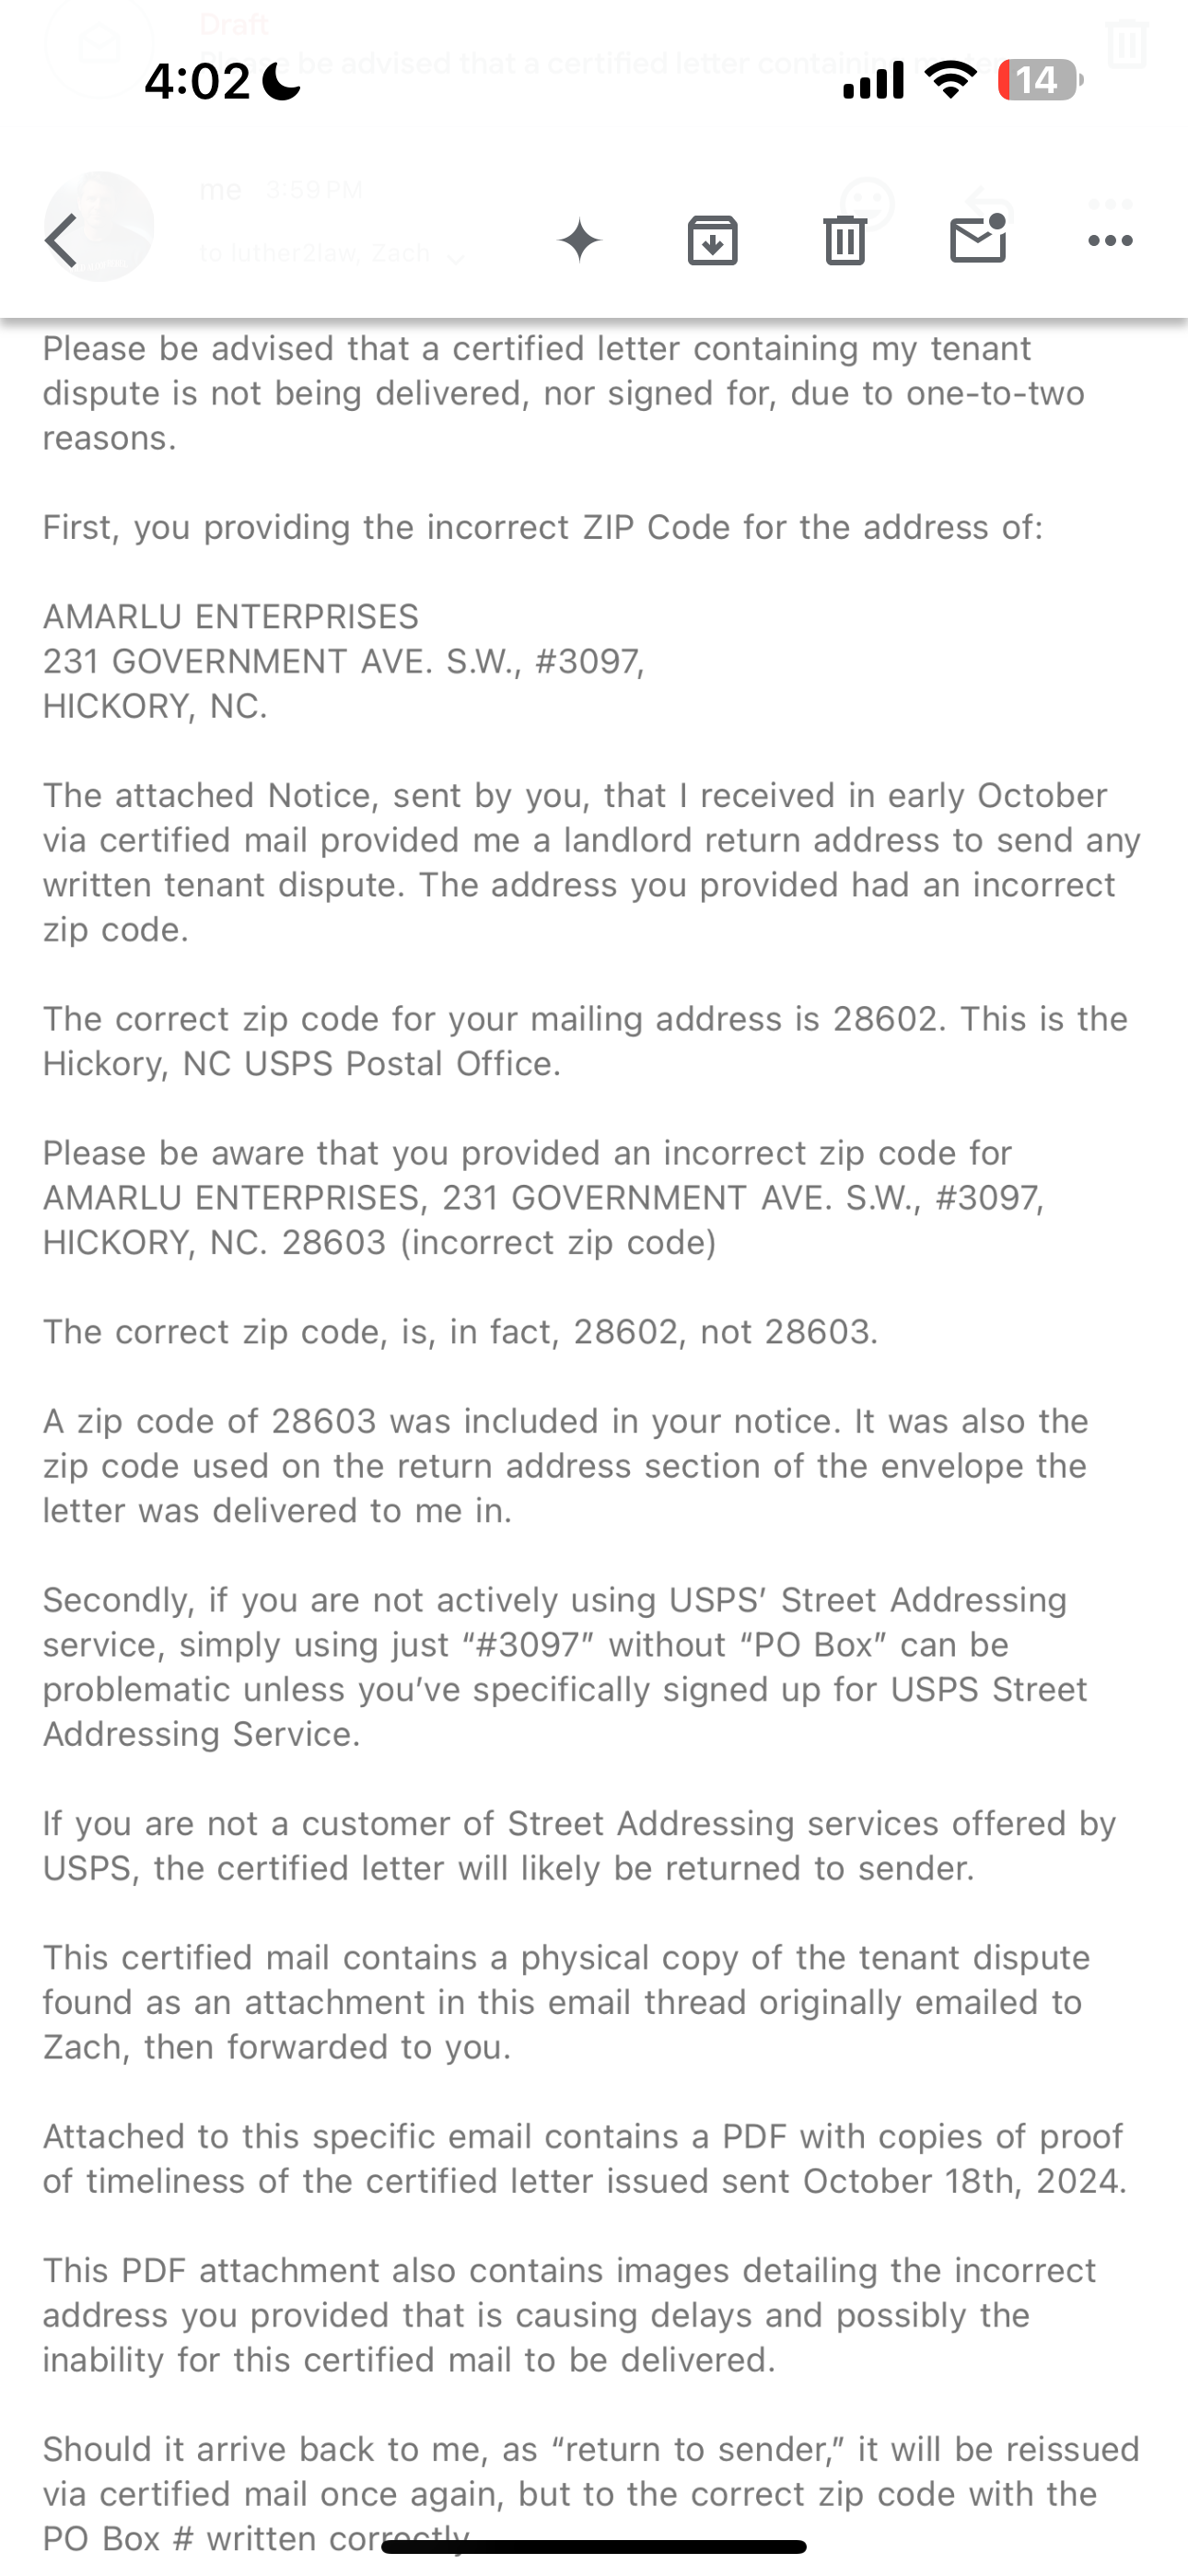 Draft
Please be advised that a certified letter containing
4:02
14
me 3:59 PM
to luther2law, Zach
Please be advised that a certified letter containing my tenant
dispute is not being delivered, nor signed for, due to one-to-two
reasons.
First, you providing the incorrect ZIP Code for the address of:
AMARLU ENTERPRISES
231 GOVERNMENT AVE. S.W., #3097,
HICKORY, NC.
The attached Notice, sent by you, that I received in early October
via certified mail provided me a landlord return address to send any
written tenant dispute. The address you provided had an incorrect
zip code.
The correct zip code for your mailing address is 28602. This is the
Hickory, NC USPS Postal Office.
Please be aware that you provided an incorrect zip code for
AMARLU ENTERPRISES, 231 GOVERNMENT AVE. S.W., #3097,
HICKORY, NC. 28603 (incorrect zip code)
The correct zip code, is, in fact, 28602, not 28603.
A zip code of 28603 was included in your notice. It was also the
zip code used on the return address section of the envelope the
letter was delivered to me in.
Secondly, if you are not actively using USPS’ Street Addressing
service, simply using just “#3097” without “PO Box” can be
problematic unless you’ve specifically signed up for USPS Street
Addressing Service.
If you are not a customer of Street Addressing services offered by
USPS, the certified letter will likely be returned to sender.
This certified mail contains a physical copy of the tenant dispute
found as an attachment in this email thread originally emailed to
Zach, then forwarded to you.
Attached to this specific email contains a PDF with copies of proof
of timeliness of the certified letter issued sent October 18th, 2024.
This PDF attachment also contains images detailing the incorrect
address you provided that is causing delays and possibly the
inability for this certified mail to be delivered.
Should it arrive back to me, as “return to sender,” it will be reissued
via certified mail once again, but to the correct zip code with the
PO Box # written correctly